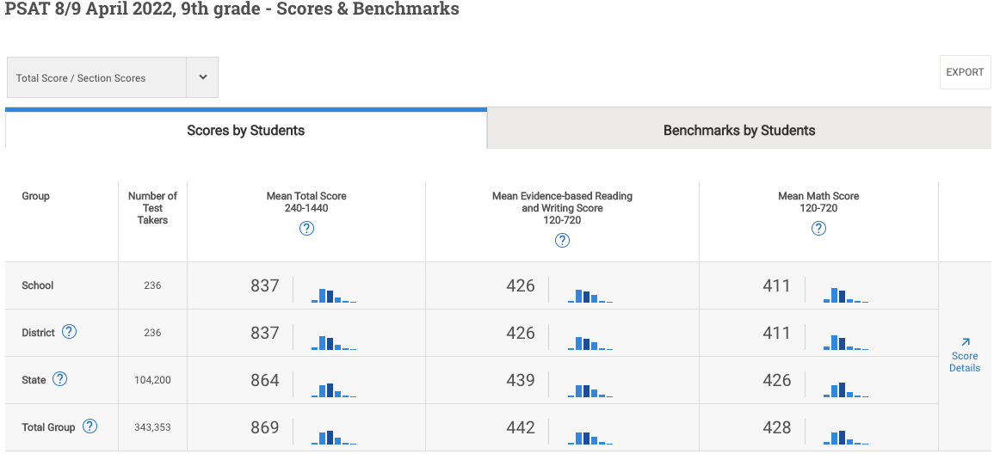 PSAT 8/9 April 2022, 9th grade - Scores & Benchmarks
Total Score / Section Scores
EXPORT
Scores by Students
Benchmarks by Students
Group
Number of
Test
Takers
Mean Total Score
240-1440
?
Mean Evidence-based Reading
and Writing Score
120-720
?
Mean Math Score
120-720
?
School
236
837
426
411
District ?
236
837
426
411
State ?
104,200
864
439
426
Total Group ?
343,353
869
442
428
Score
Details